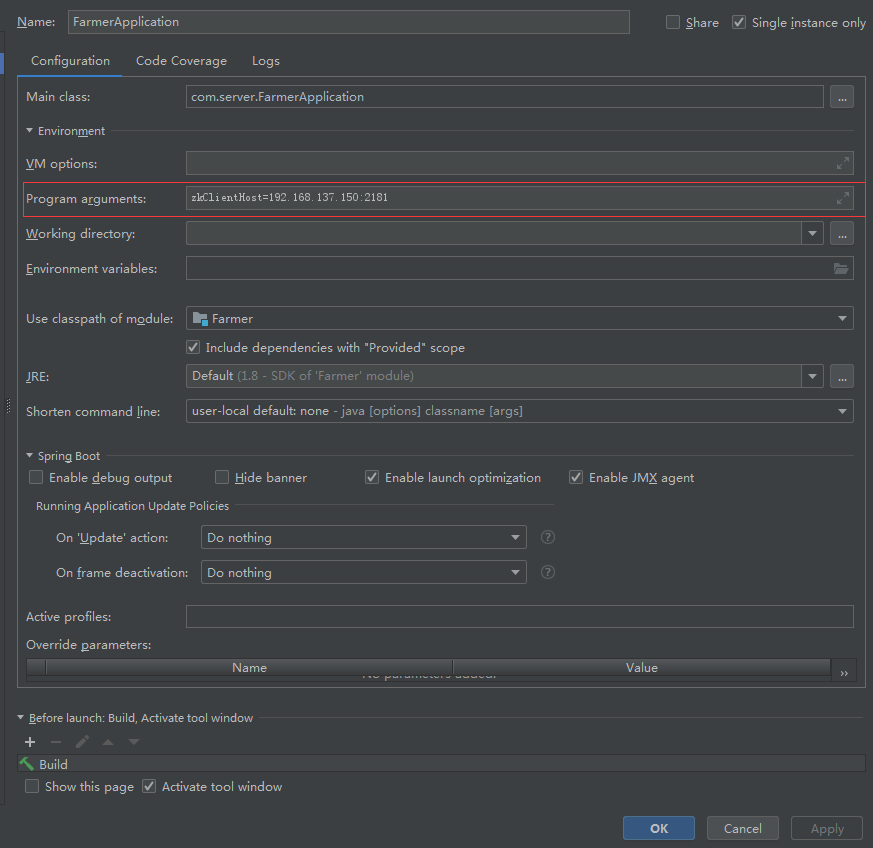 Name: FarmerApplication Share Single instance only
Configuration Code Coverage Logs
Main class: com.server.FarmerApplication ...
Environment
VM options:
Program arguments: zkClientHost=192.168.137.150:2181
Working directory: ...
Environment variables:
Use classpath of module: Farmer
Include dependencies with "Provided" scope
JRE: Default (1.8 - SDK of 'Farmer' module) ...
Shorten command line: user-local default: none - java [options] classname [args]
Spring Boot
Enable debug output Hide banner Enable launch optimization Enable JMX agent
Running Application Update Policies
On 'Update' action: Do nothing ?
On frame deactivation: Do nothing ?
Active profiles:
Override parameters:
Name Value
No parameters added. »
Before launch: Build, Activate tool window
Build
Show this page Activate tool window
OK Cancel Apply